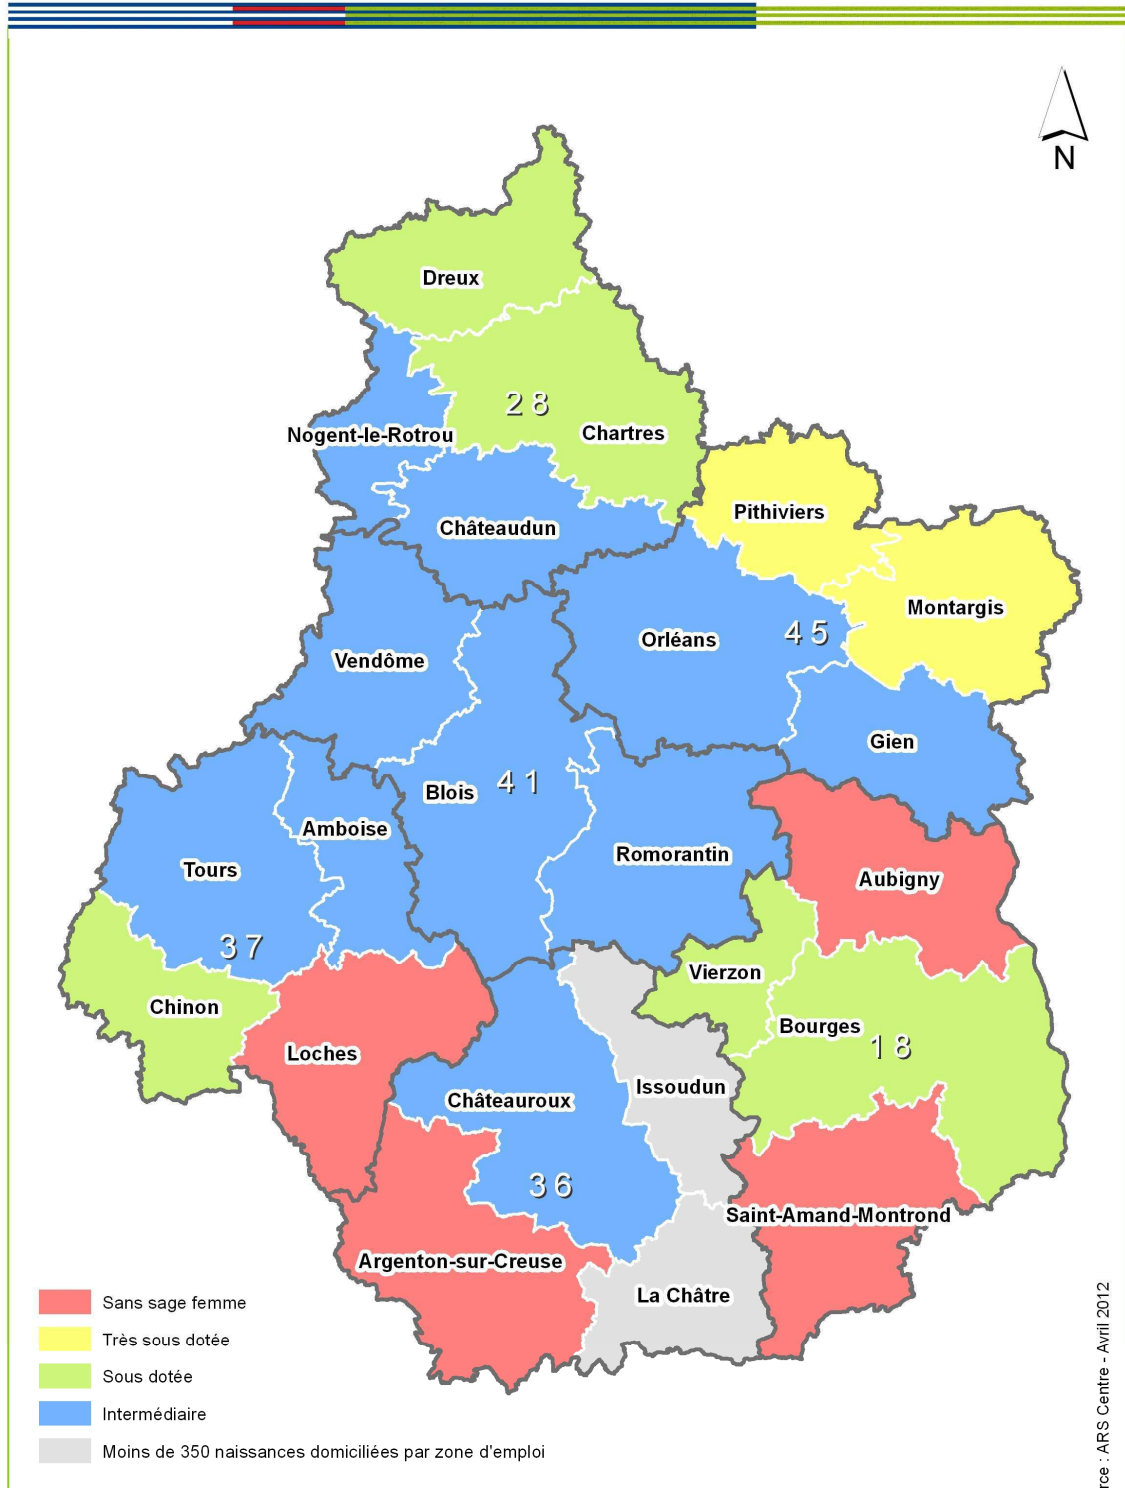 N
Dreux
28
Chartres
Nogent-le-Rotrou
Pithiviers
Châteaudun
Montargis
Orléans
45
Vendôme
Gien
Blois
41
Amboise
Romorantin
Tours
Aubigny
37
Vierzon
Chinon
Bourges
18
Loches
Issoudun
Châteauroux
36
Saint-Amand-Montrond
Argenton-sur-Creuse
La Châtre
Sans sage femme
Très sous dotée
Sous dotée
Intermédiaire
Moins de 350 naissances domiciliées par zone d'emploi
rce : ARS Centre - Avril 2012